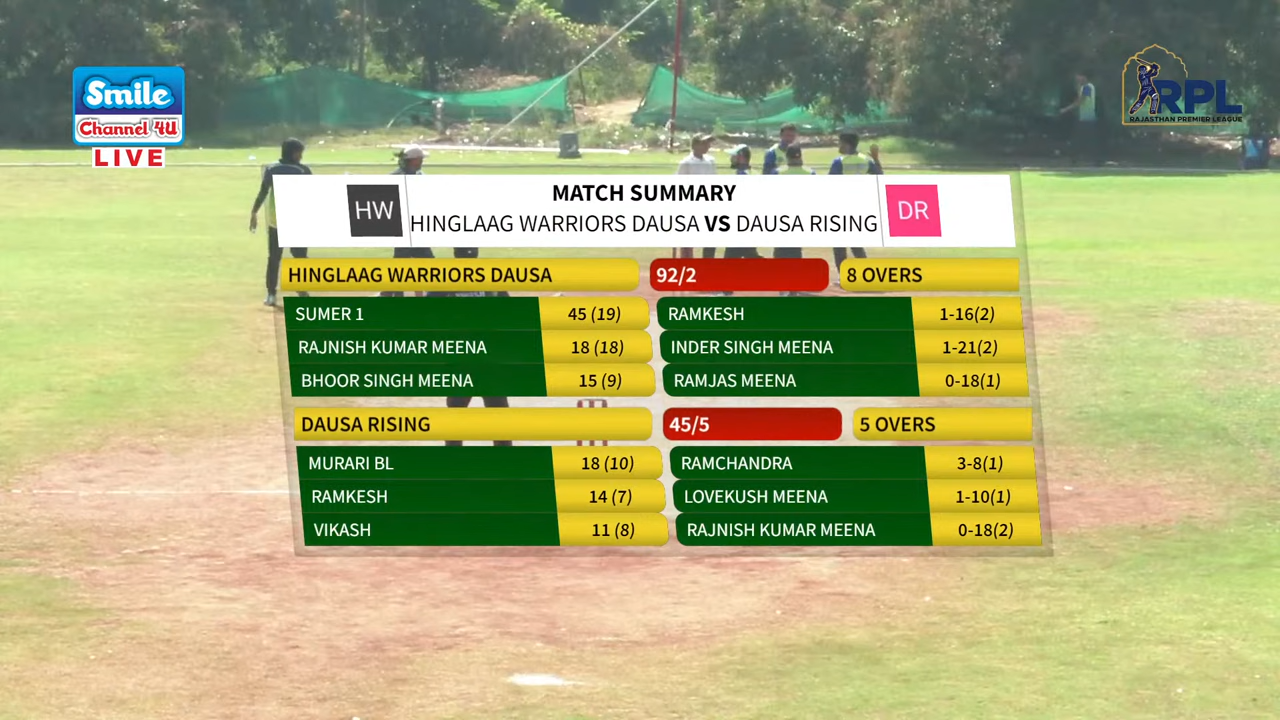 Smile
Channel 4U
LIVE
RPL
RAJASTHAN PREMIER LEAGUE
HW
MATCH SUMMARY
HINGLAAG WARRIORS DAUSA VS DAUSA RISING
DR
HINGLAAG WARRIORS DAUSA 92/2 8 OVERS
SUMER 1 45 (19) RAMKESH 1-16(2)
RAJNISH KUMAR MEENA 18 (18) INDER SINGH MEENA 1-21(2)
BHOOR SINGH MEENA 15 (9) RAMJAS MEENA 0-18(1)
DAUSA RISING 45/5 5 OVERS
MURARI BL 18 (10) RAMCHANDRA 3-8(1)
RAMKESH 14 (7) LOVEKUSH MEENA 1-10(1)
VIKASH 11 (8) RAJNISH KUMAR MEENA 0-18(2)